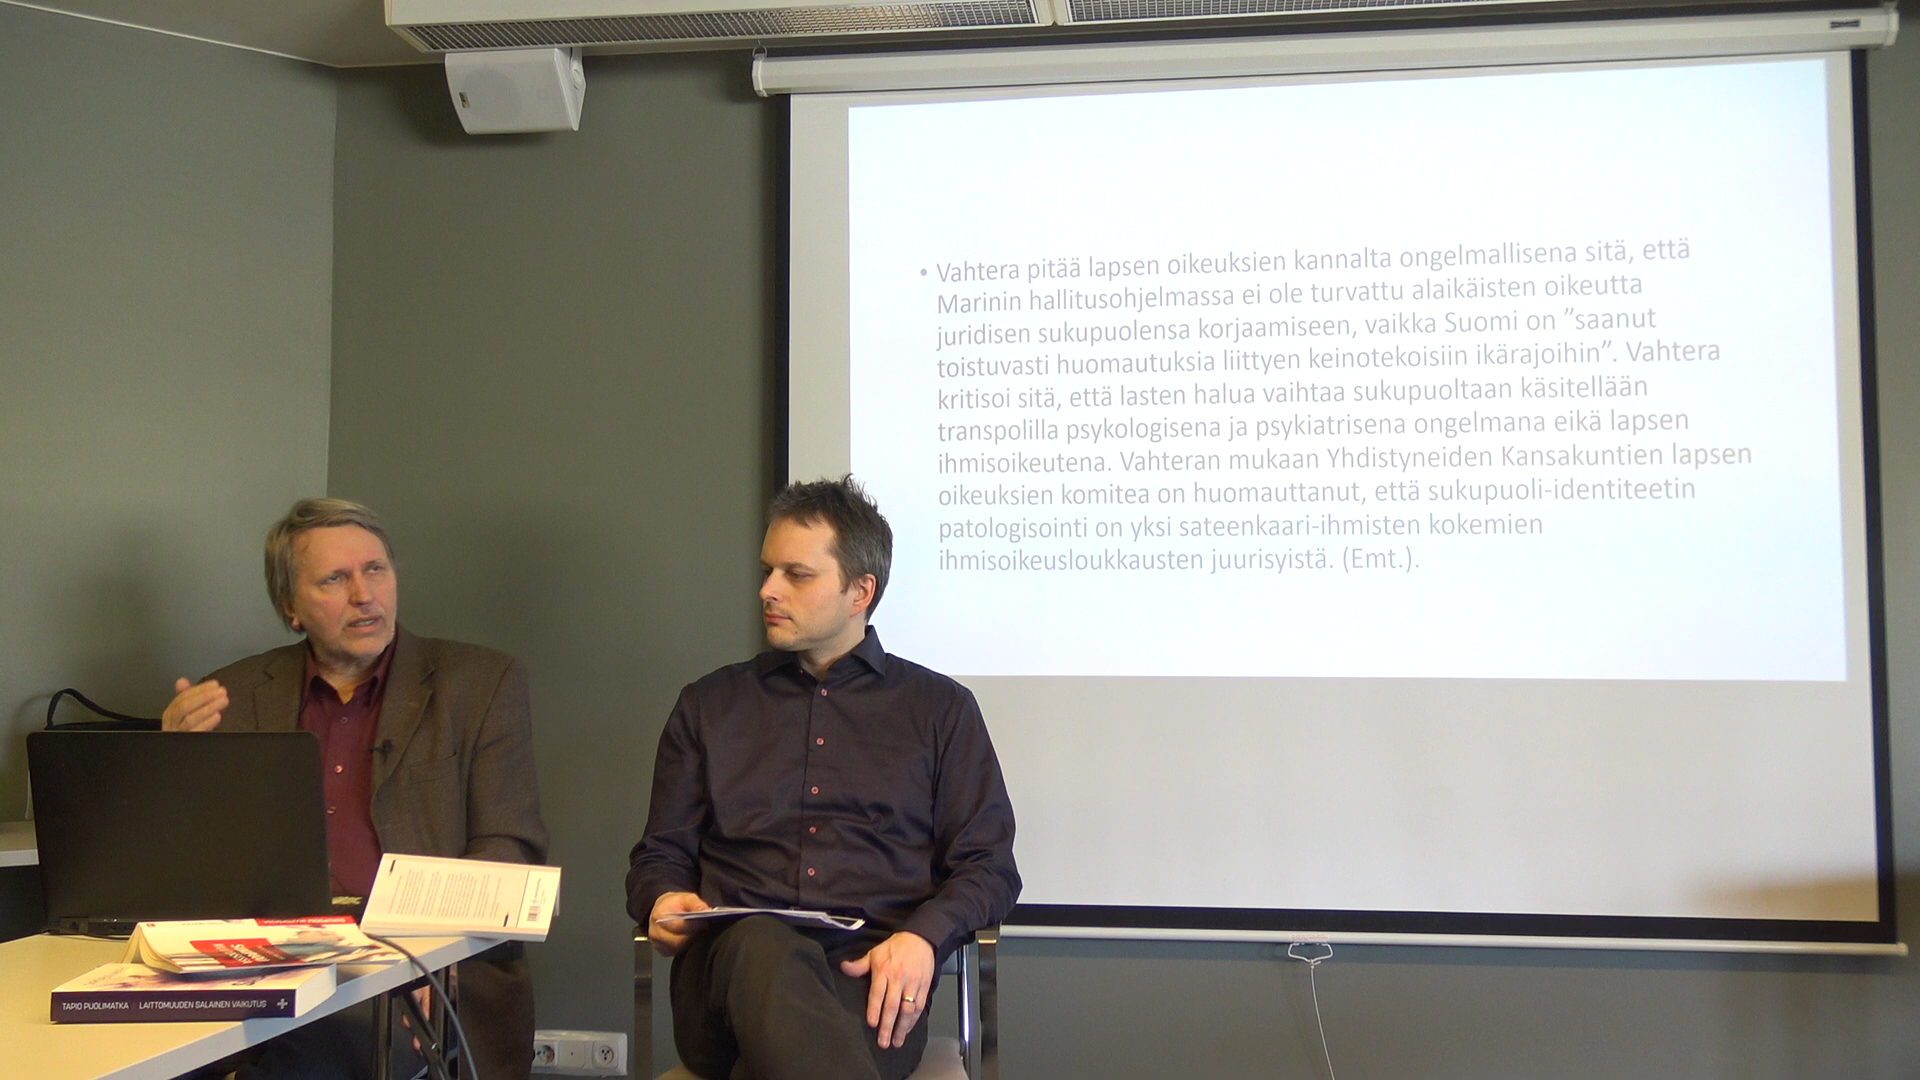 • Vahtera pitää lapsen oikeuksien kannalta ongelmallisena sitä, että
Marinin hallitusohjelmassa ei ole turvattu alaikäisten oikeutta
juridisen sukupuolensa korjaamiseen, vaikka Suomi on ”saanut
toistuvasti huomautuksia liittyen keinotekoisiin ikärajoihin”. Vahtera
kritisoi sitä, että lasten halua vaihtaa sukupuoltaan käsitellään
transpolilla psykologisena ja psykiatrisena ongelmana eikä lapsen
ihmisoikeutena. Vahteran mukaan Yhdistyneiden Kansakuntien lapsen
oikeuksien komitea on huomauttanut, että sukupuoli-identiteetin
patologisointi on yksi sateenkaari-ihmisten kokemien
ihmisoikeusloukkausten juurisyistä. (Emt.).
TAPIO PUOLIMATKA LAITTOMUUDEN SALAINEN VAIKUTUS